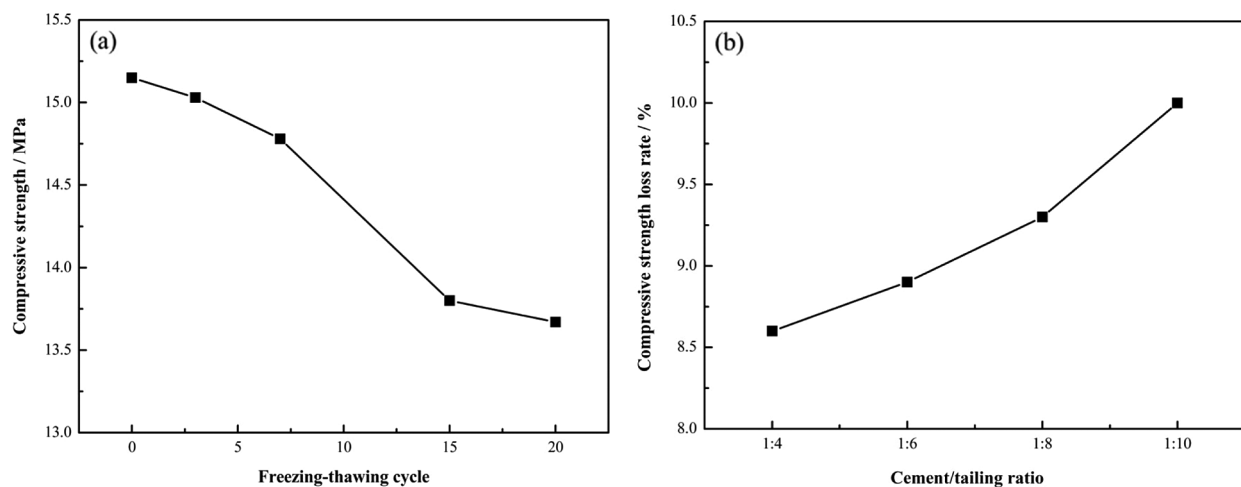 (a)
Compressive strength / MPa
15.5
15.0
14.5
14.0
13.5
13.0
0 5 10 15 20
Freezing-thawing cycle
(b)
Compressive strength loss rate / %
10.5
10.0
9.5
9.0
8.5
8.0
1:4 1:6 1:8 1:10
Cement/tailing ratio